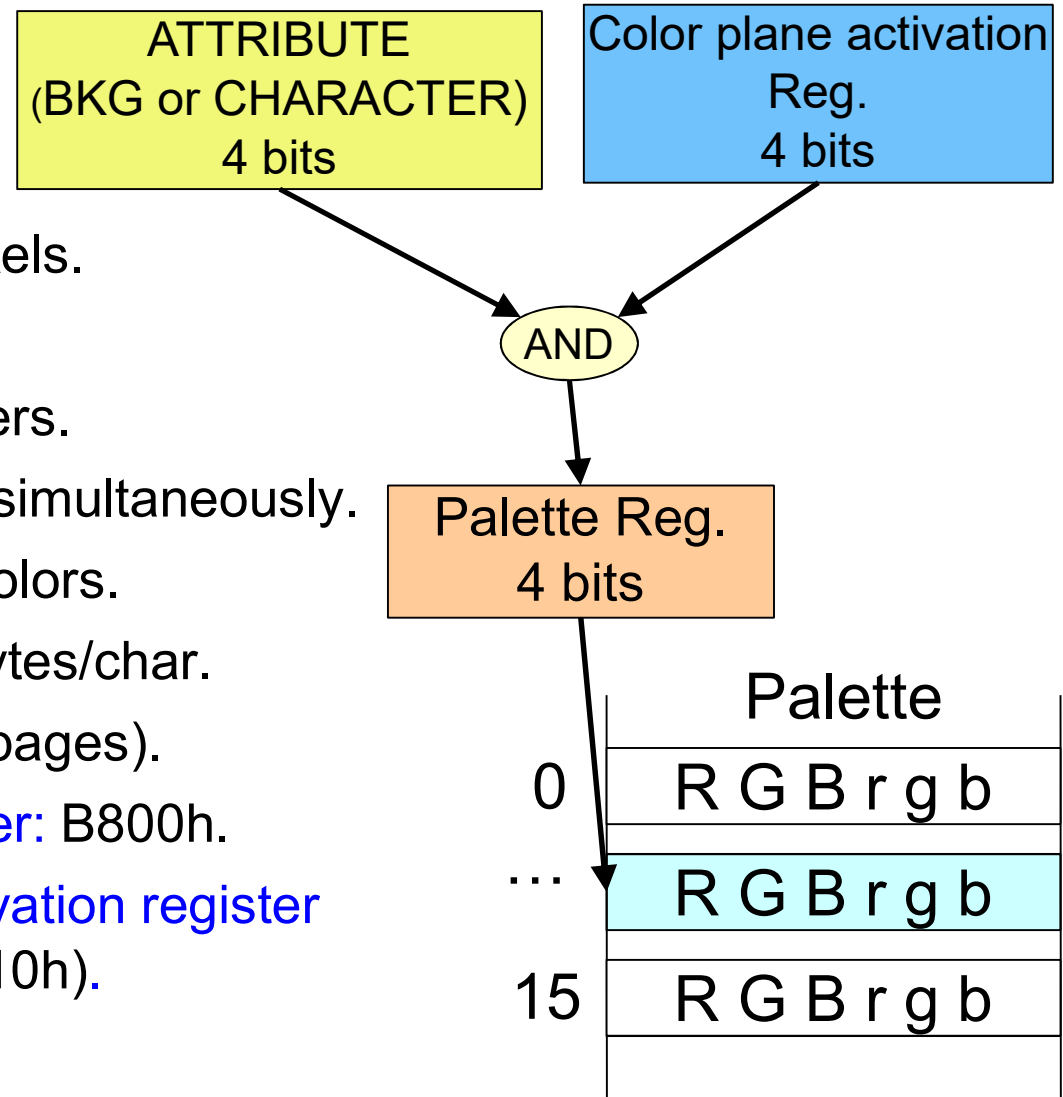 ATTRIBUTE
(BKG or CHARACTER)
4 bits
Color plane activation
Reg.
4 bits
AND
ers.
simultaneously.
olors.
ytes/char.
pages).
er: B800h.
vation register
10h).
Palette Reg.
4 bits
Palette
0 R G B r g b
... R G B r g b
15 R G B r g b